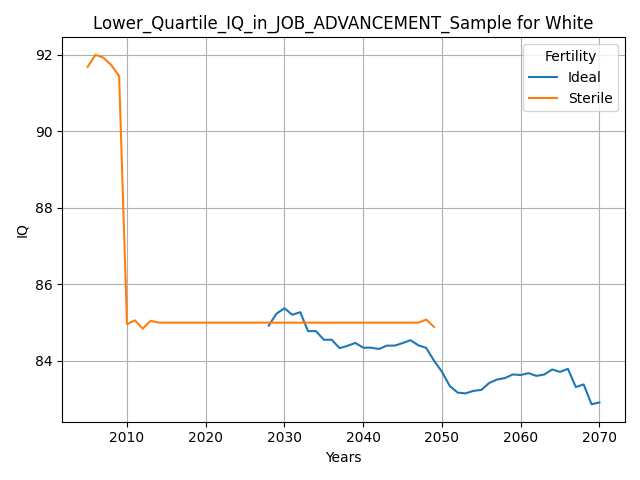 Lower_Quartile_IQ_in_JOB_ADVANCEMENT_Sample for White
Fertility
Ideal
Sterile
92
90
88
86
84
IQ
2010 2020 2030 2040 2050 2060 2070
Years